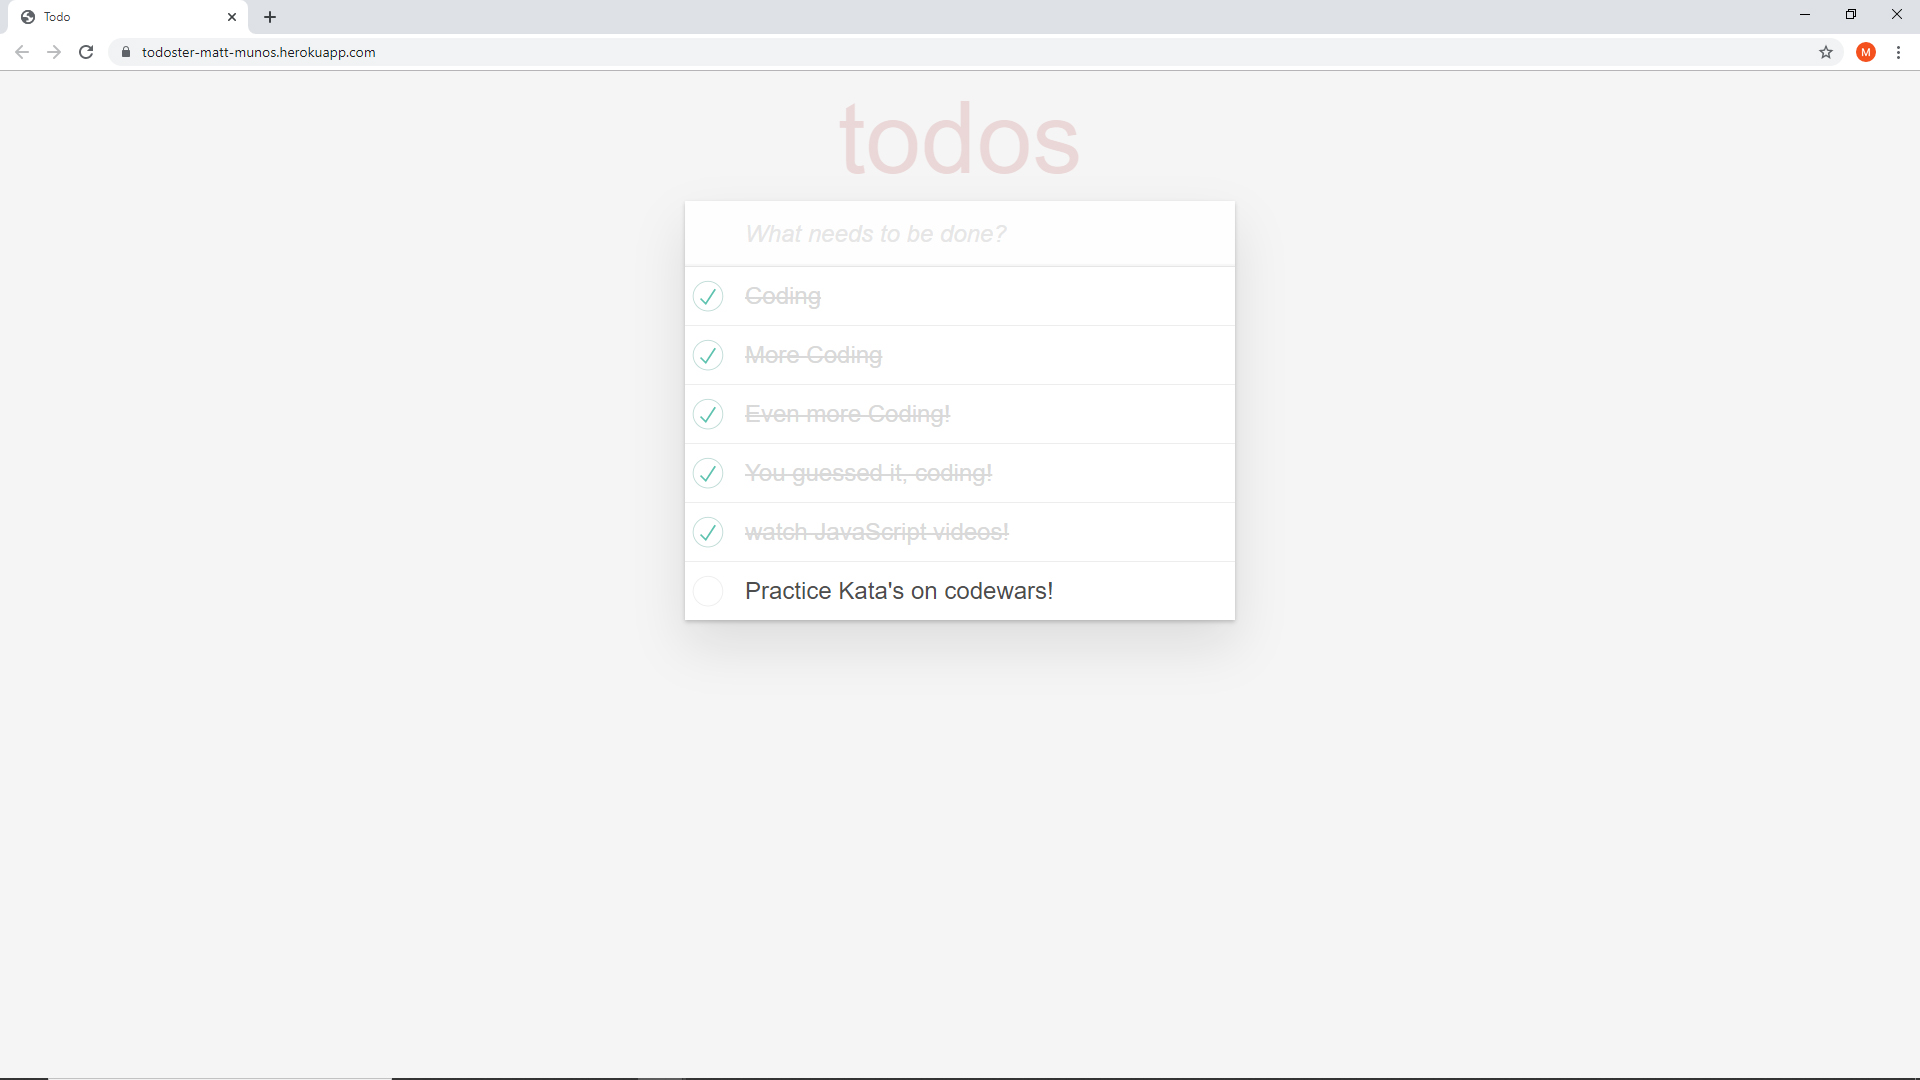 Todo
todoster-matt-munos.herokuapp.com
M
todos
What needs to be done?
Coding
More Coding
Even more Coding!
You guessed it, coding!
watch JavaScript videos!
Practice Kata's on codewars!